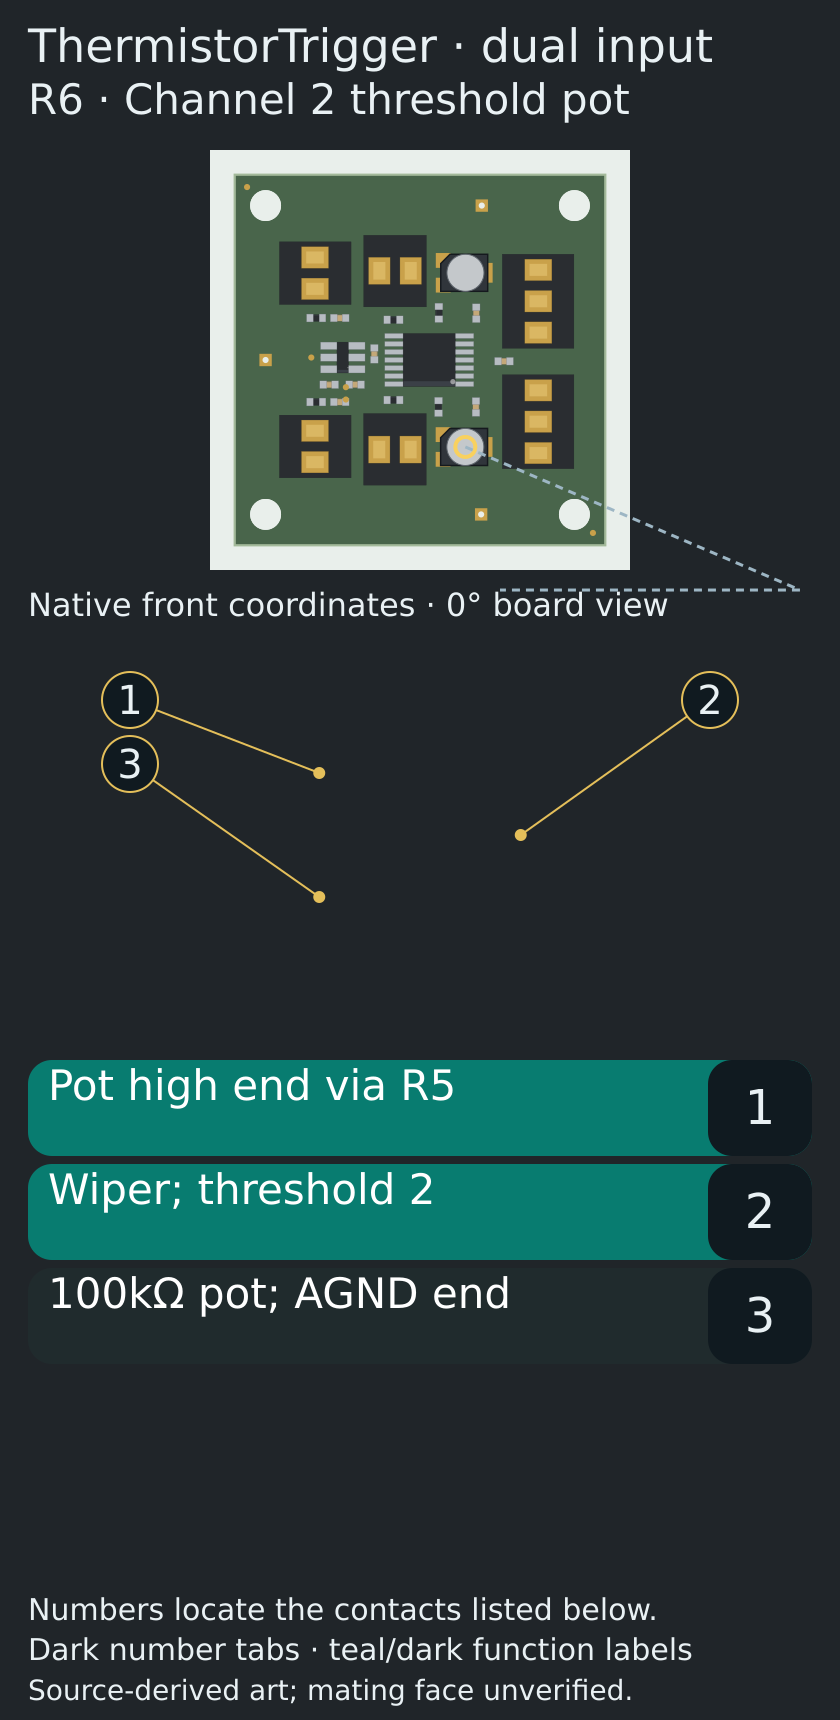 ThermistorTrigger · dual input
R6 · Channel 2 threshold pot
Native front coordinates · 0° board view
1
2
3
Pot high end via R5 1
Wiper; threshold 2 2
100kΩ pot; AGND end 3
Numbers locate the contacts listed below.
Dark number tabs · teal/dark function labels
Source-derived art; mating face unverified.